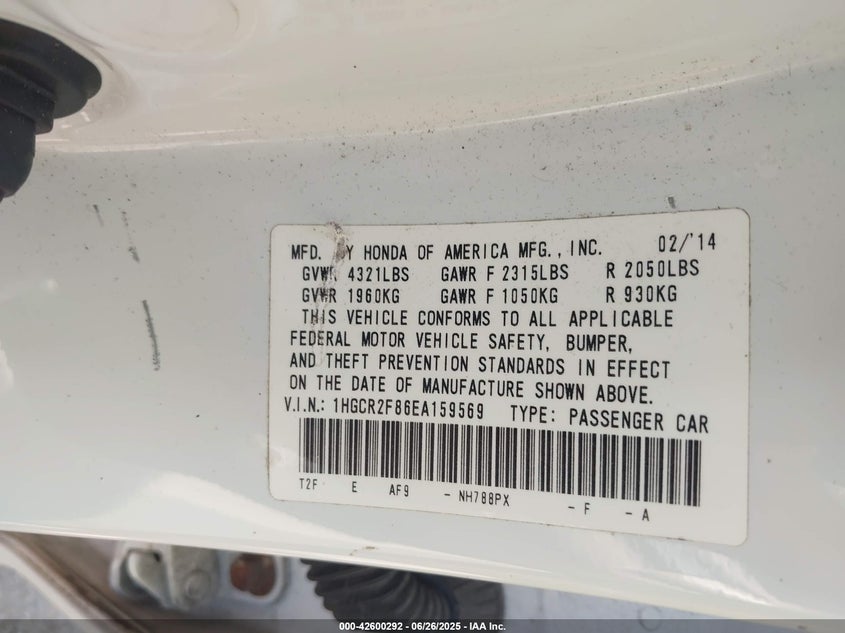 MFD. BY HONDA OF AMERICA MFG., INC. 02/'14
GVWR 4321LBS GAWR F 2315LBS R 2050LBS
GVWR 1960KG GAWR F 1050KG R 930KG
THIS VEHICLE CONFORMS TO ALL APPLICABLE
FEDERAL MOTOR VEHICLE SAFETY, BUMPER,
AND THEFT PREVENTION STANDARDS IN EFFECT
ON THE DATE OF MANUFACTURE SHOWN ABOVE.
V.I.N.: 1HGCR2F86EA159569 TYPE: PASSENGER CAR
T2F E AF9 - NH788PX - F - A
000-42600292 - 06/26/2025 - IAA Inc.